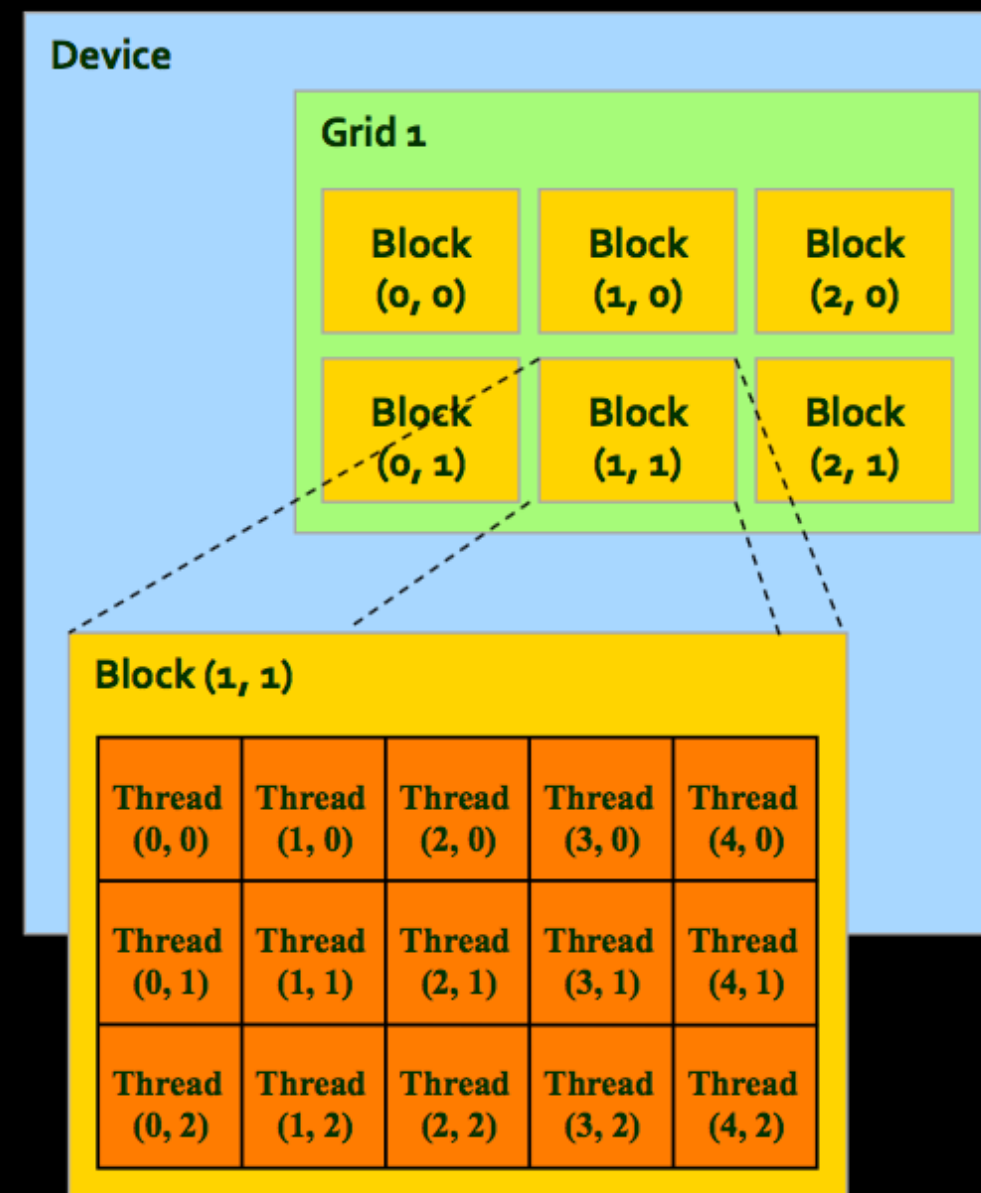 Device
Grid 1
Block
(0, 0)
Block
(1, 0)
Block
(2, 0)
Block
(0, 1)
Block
(1, 1)
Block
(2, 1)
Block (1, 1)
Thread
(0, 0)
Thread
(1, 0)
Thread
(2, 0)
Thread
(3, 0)
Thread
(4, 0)
Thread
(0, 1)
Thread
(1, 1)
Thread
(2, 1)
Thread
(3, 1)
Thread
(4, 1)
Thread
(0, 2)
Thread
(1, 2)
Thread
(2, 2)
Thread
(3, 2)
Thread
(4, 2)